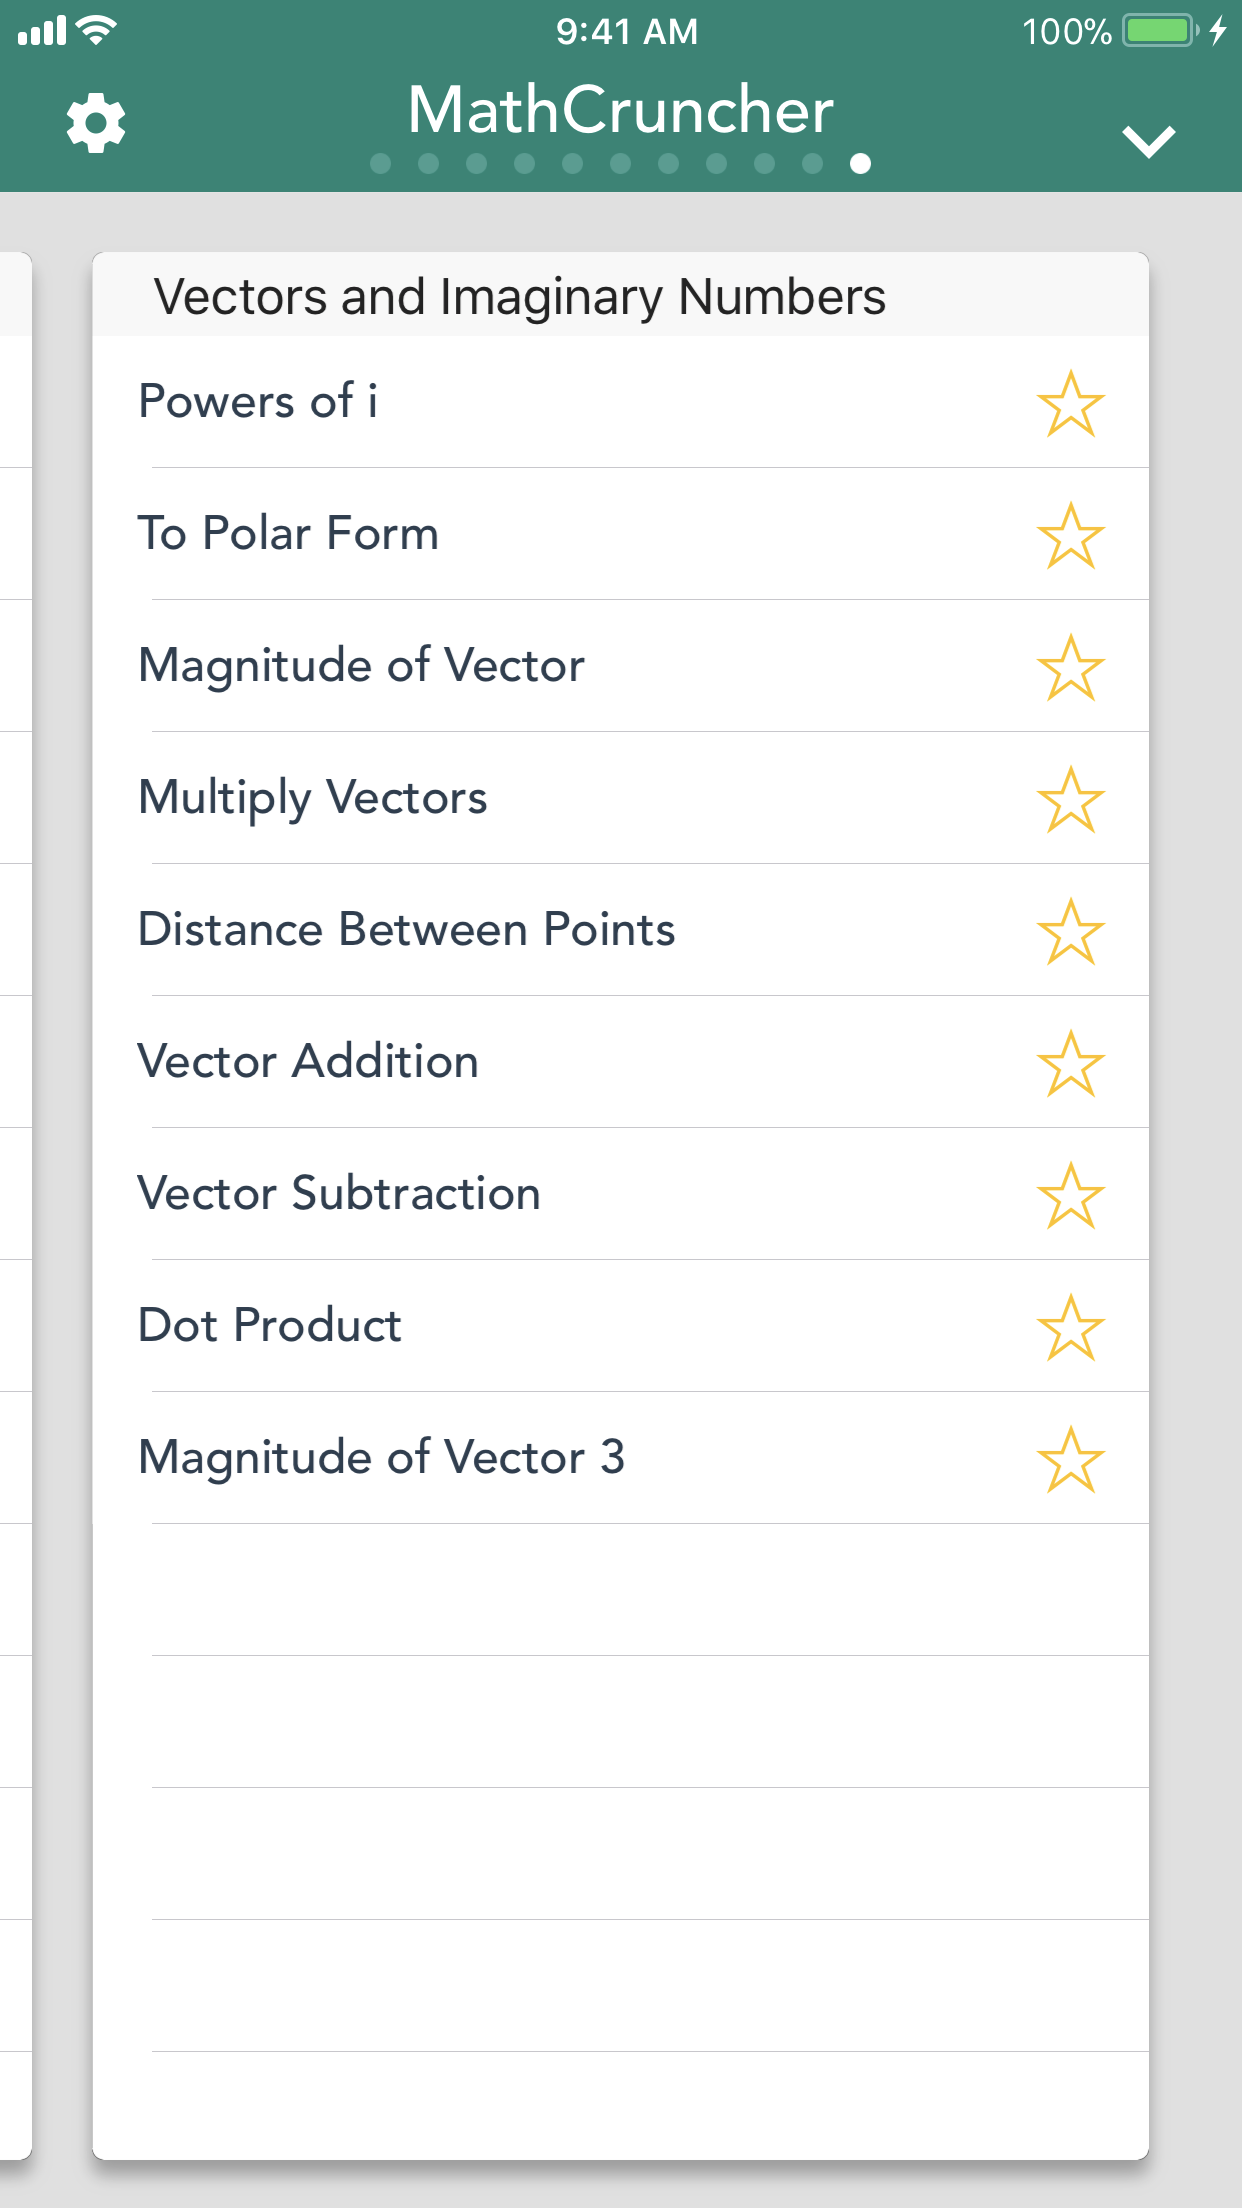 9:41 AM
100%
MathCruncher
Vectors and Imaginary Numbers
Powers of i
To Polar Form
Magnitude of Vector
Multiply Vectors
Distance Between Points
Vector Addition
Vector Subtraction
Dot Product
Magnitude of Vector 3